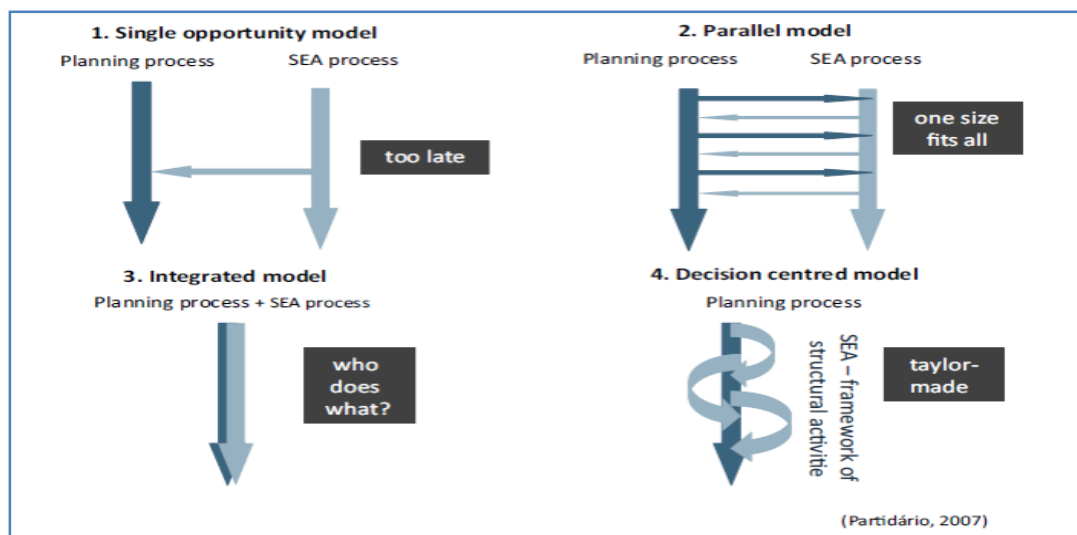 1. Single opportunity model
Planning process
SEA process
too late
2. Parallel model
Planning process
SEA process
one size
fits all
3. Integrated model
Planning process + SEA process
who
does
what?
4. Decision centred model
Planning process
SEA – framework of
structural activitie
taylor-
made
(Partidário, 2007)